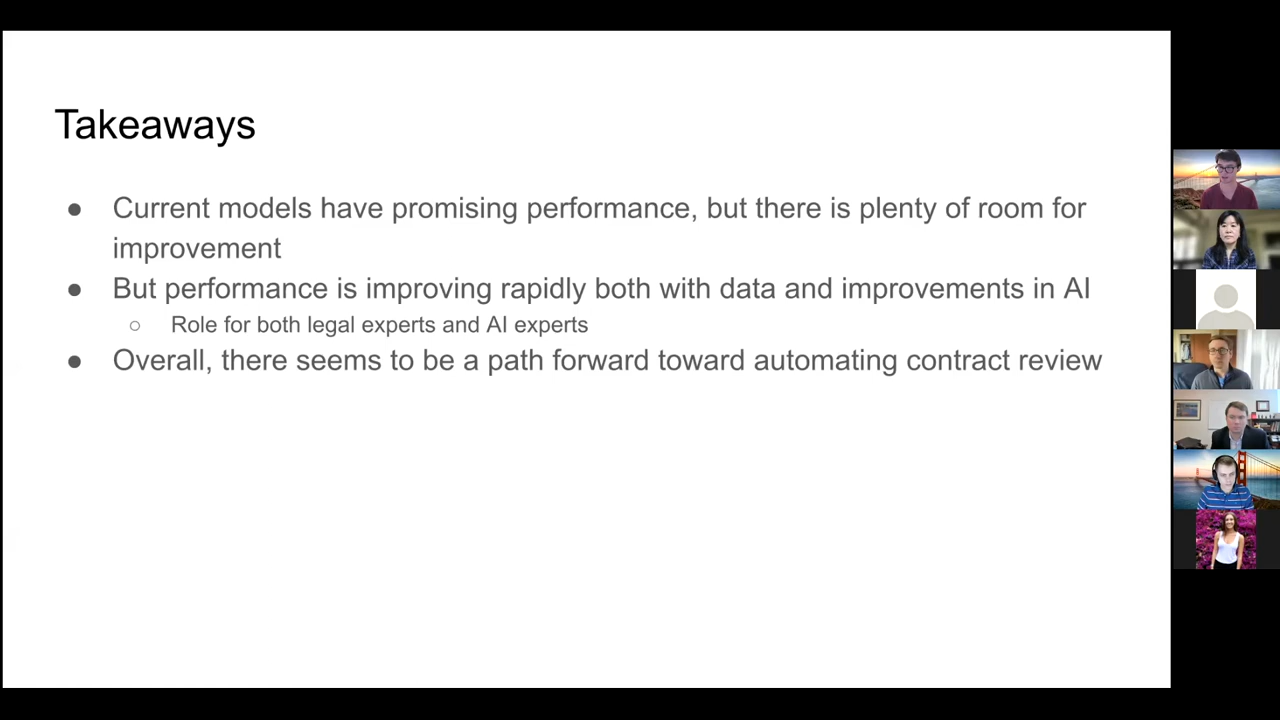 Takeaways
● Current models have promising performance, but there is plenty of room for
improvement
● But performance is improving rapidly both with data and improvements in AI
○ Role for both legal experts and AI experts
● Overall, there seems to be a path forward toward automating contract review